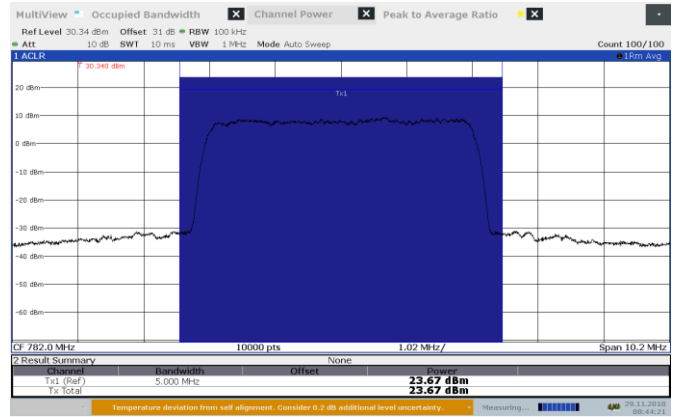 MultiView Occupied Bandwidth X Channel Power X Peak to Average Ratio X
Ref Level 30.34 dBm Offset 31 dB RBW 100 kHz
Att 10 dB SWT 10 ms VBW 1 MHz Mode Auto Sweep Count 100/100
1 ACLR 1Rm Avg
30.340 dBm
20 dBm
Tx1
10 dBm
0 dBm
-10 dBm
-20 dBm
-30 dBm
-40 dBm
-50 dBm
-60 dBm
CF 782.0 MHz 10000 pts 1.02 MHz/ Span 10.2 MHz
2 Result Summary None
Channel Bandwidth Offset Power
Tx1 (Ref) 5.000 MHz 23.67 dBm
Tx Total 23.67 dBm
Temperature deviation from self alignment. Consider 0.2 dB additional level uncertainty. Measuring... 29.11.2018
08:44:21